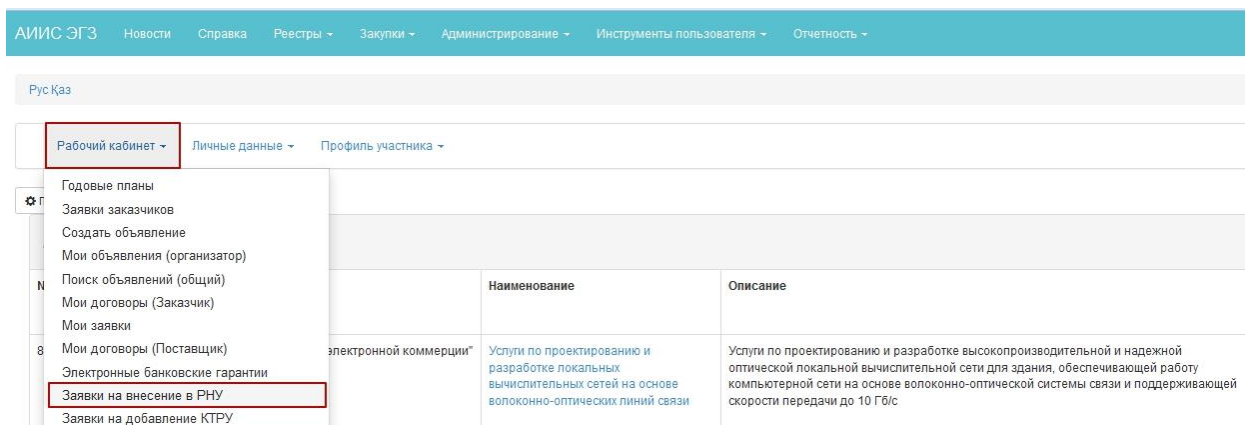 АИИС ЭГЗ Новости Справка Реестры Закупки Администрирование Инструменты пользователя Отчетность
Рус Қаз
Рабочий кабинет Личные данные Профиль участника
Годовые планы
Заявки заказчиков
Создать объявление
Мои объявления (организатор)
Поиск объявлений (общий)
Мои договоры (Заказчик)
Мои заявки
Мои договоры (Поставщик)
Электронные банковские гарантии
Заявки на внесение в РНУ
Заявки на добавление КТРУ
Наименование Описание
8 электронной коммерции"
Услуги по проектированию и
разработке локальных
вычислительных сетей на основе
волоконно-оптических линий связи
Услуги по проектированию и разработке высокопроизводительной и надежной
оптической локальной вычислительной сети для здания, обеспечивающей работу
компьютерной сети на основе волоконно-оптической системы связи и поддерживающей
скорости передачи до 10 Гб/с